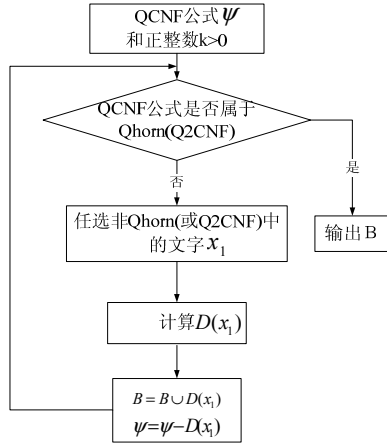 QCNF公式ψ
和正整数k>0
QCNF公式是否属于
Qhorn(Q2CNF)
是
否
任选非Qhorn(或Q2CNF)中
的文字x₁
输出B
计算D(x₁)
B=B∪D(x₁)
ψ=ψ−D(x₁)